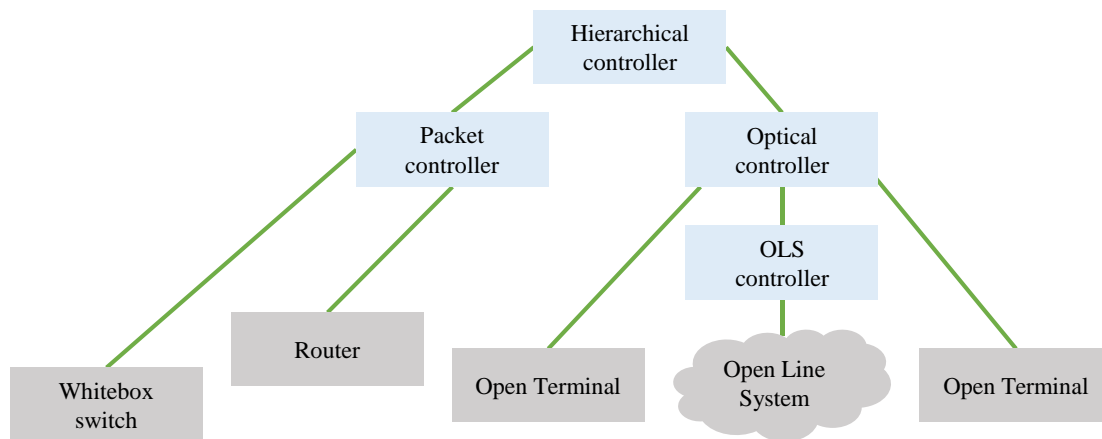 Hierarchical
controller
Packet
controller
Optical
controller
OLS
controller
Router
Open Terminal
Open Line
System
Open Terminal
Whitebox
switch